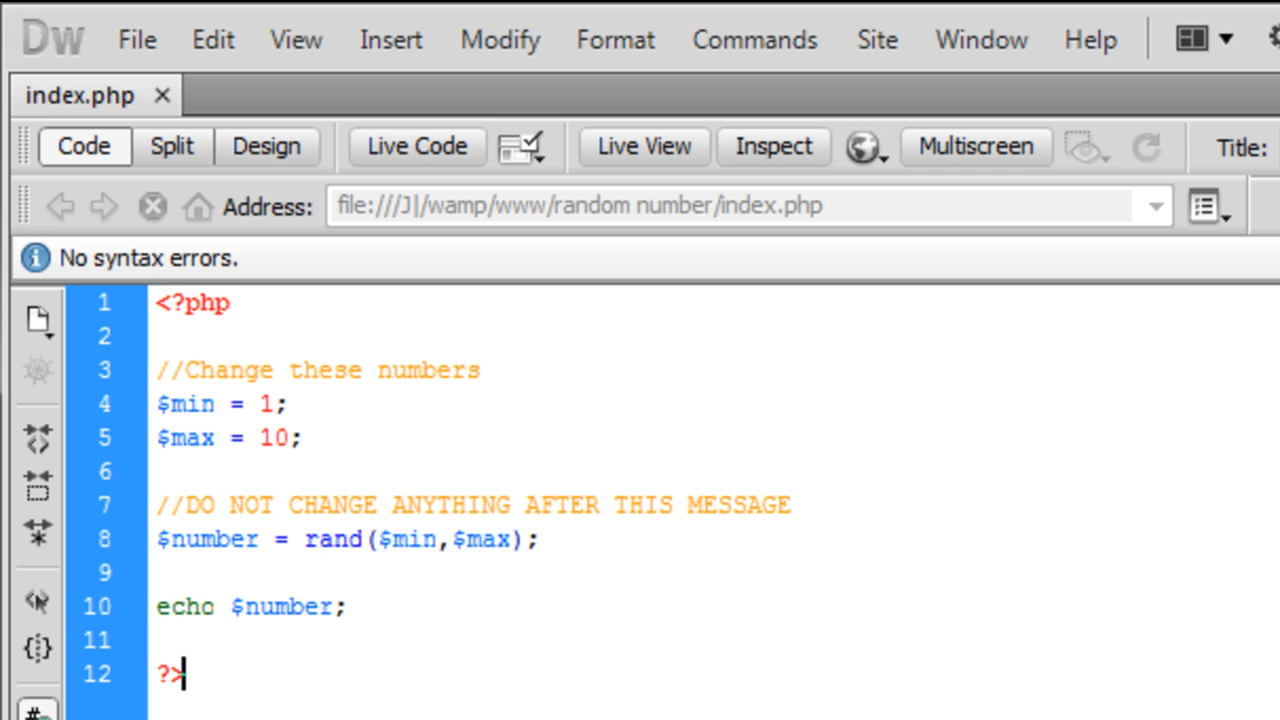 Dw File Edit View Insert Modify Format Commands Site Window Help
index.php
Code Split Design Live Code Live View Inspect Multiscreen Title:
Address: file:///J|/wamp/www/random number/index.php
No syntax errors.
1 <?php
2
3 //Change these numbers
4 $min = 1;
5 $max = 10;
6
7 //DO NOT CHANGE ANYTHING AFTER THIS MESSAGE
8 $number = rand($min,$max);
9
10 echo $number;
11
12 ?>